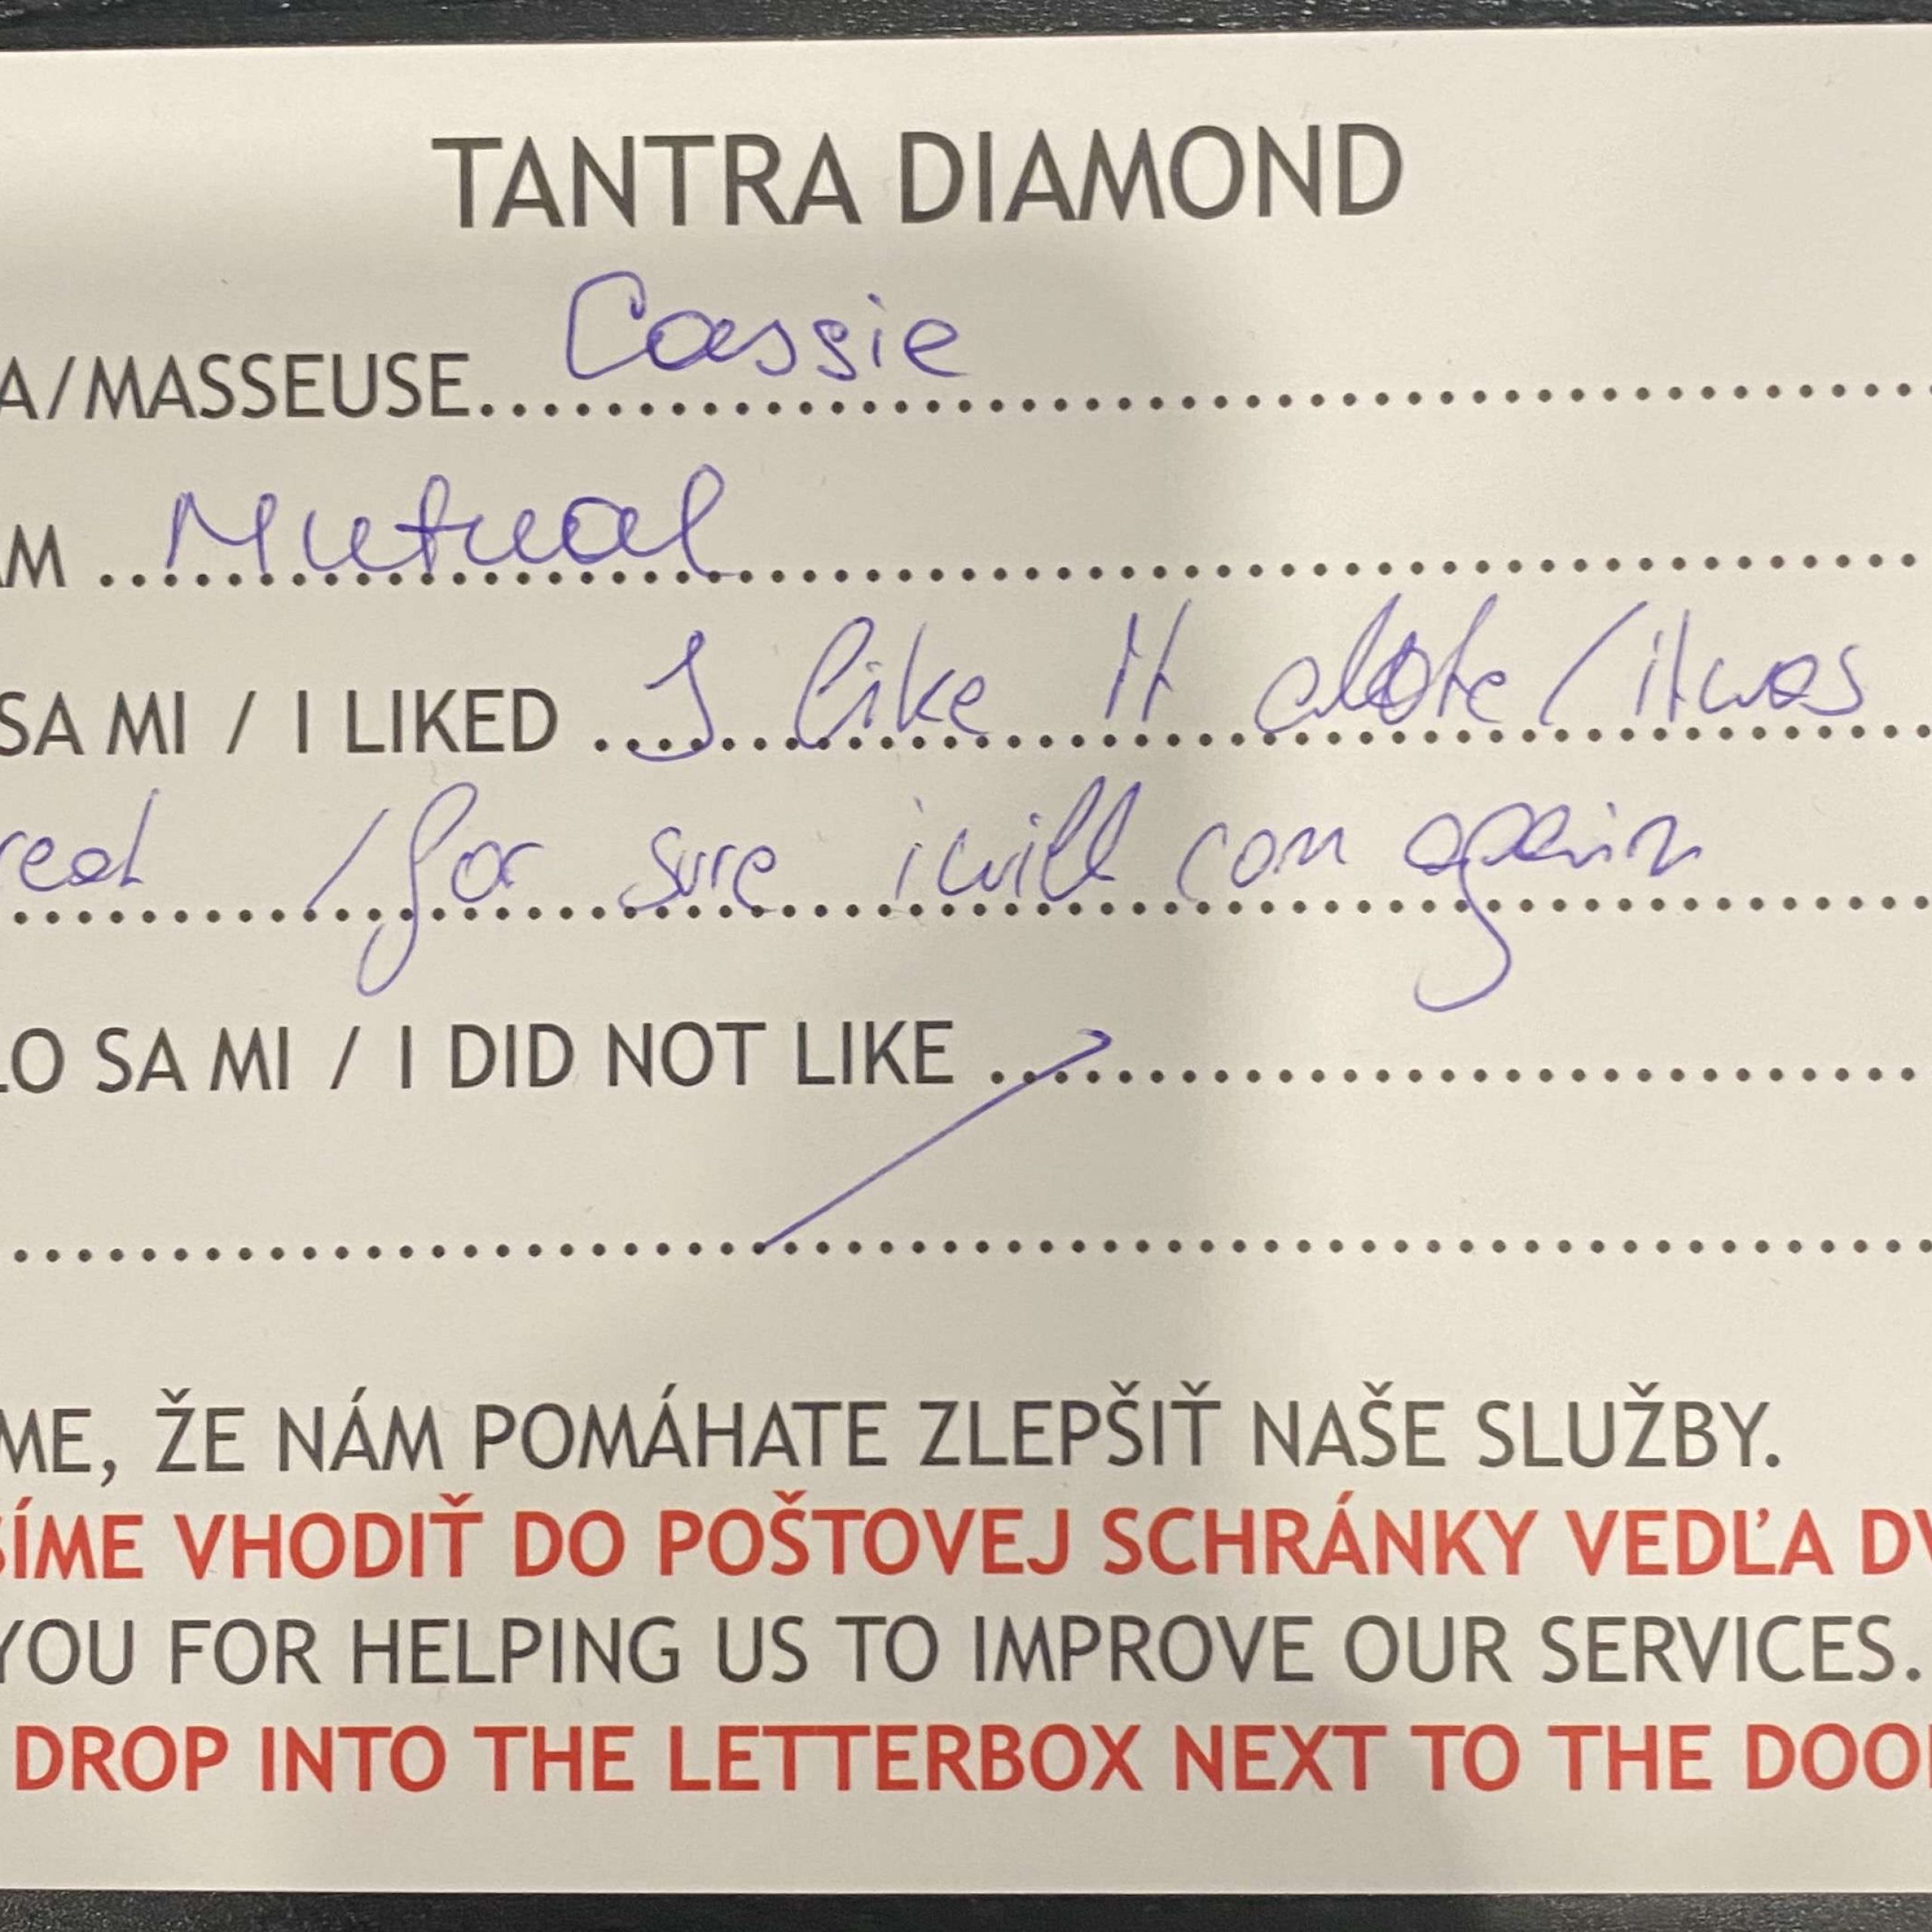 TANTRA DIAMOND
A/MASSEUSE.......... Cassie
AM .......... Mutual
SA MI / I LIKED .......... I like it alote / it was
reat / for sure i will com again
LO SA MI / I DID NOT LIKE ..........
ME, ŽE NÁM POMÁHATE ZLEPŠIŤ NAŠE SLUŽBY.
SÍME VHODIŤ DO POŠTOVEJ SCHRÁNKY VEDĽA DV
YOU FOR HELPING US TO IMPROVE OUR SERVICES.
DROP INTO THE LETTERBOX NEXT TO THE DOOR